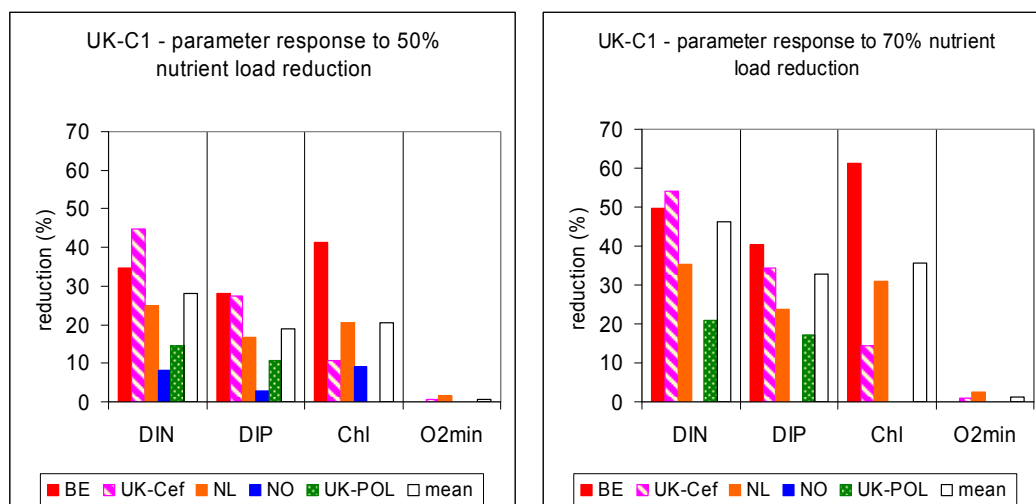 UK-C1 - parameter response to 50%
nutrient load reduction
reduction (%)
70
60
50
40
30
20
10
0
DIN DIP Chl O2min
BE UK-Cef NL NO UK-POL mean
UK-C1 - parameter response to 70% nutrient
load reduction
reduction (%)
70
60
50
40
30
20
10
0
DIN DIP Chl O2min
BE UK-Cef NL NO UK-POL mean